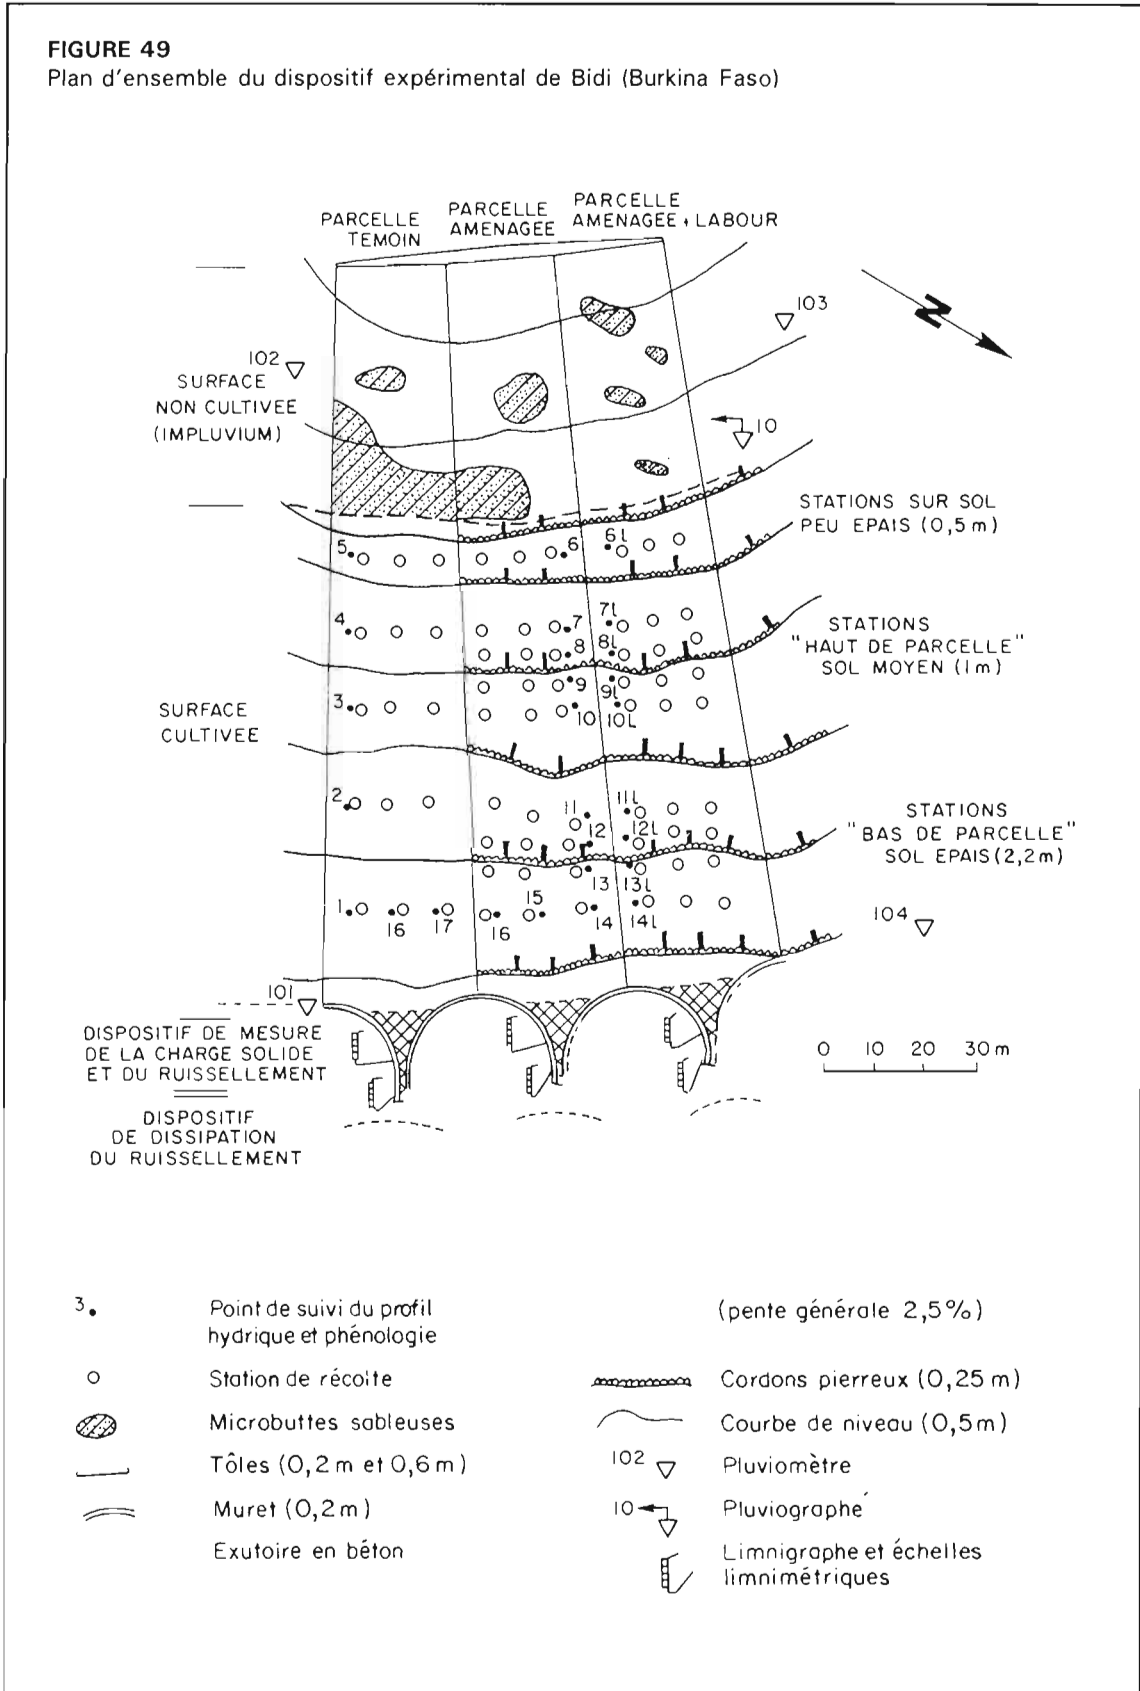 FIGURE 49
Plan d'ensemble du dispositif expérimental de Bidi (Burkina Faso)
PARCELLE
TEMOIN
PARCELLE
AMENAGEE
PARCELLE
AMENAGEE + LABOUR
N
103
102
SURFACE
NON CULTIVEE
(IMPLUVIUM)
10
STATIONS SUR SOL
PEU EPAIS (0,5 m)
5
6
6l
4
7
7l
8
8l
STATIONS
"HAUT DE PARCELLE"
SOL MOYEN (1m)
9
9l
3
10
10L
SURFACE
CULTIVEE
2
11
11l
12
12l
STATIONS
"BAS DE PARCELLE"
SOL EPAIS (2,2m)
13
13l
1
16
17
16
15
14
14l
104
101
DISPOSITIF DE MESURE
DE LA CHARGE SOLIDE
ET DU RUISSELLEMENT
0 10 20 30 m
DISPOSITIF
DE DISSIPATION
DU RUISSELLEMENT
3
Point de suivi du profil
hydrique et phénologie
(pente générale 2,5%)
Station de récolte
Cordons pierreux (0,25 m)
Microbuttes sableuses
Courbe de niveau (0,5m)
Tôles (0,2 m et 0,6 m)
102
Pluviomètre
Muret (0,2 m)
10
Pluviographe
Exutoire en béton
Limnigraphe et échelles
limnimétriques